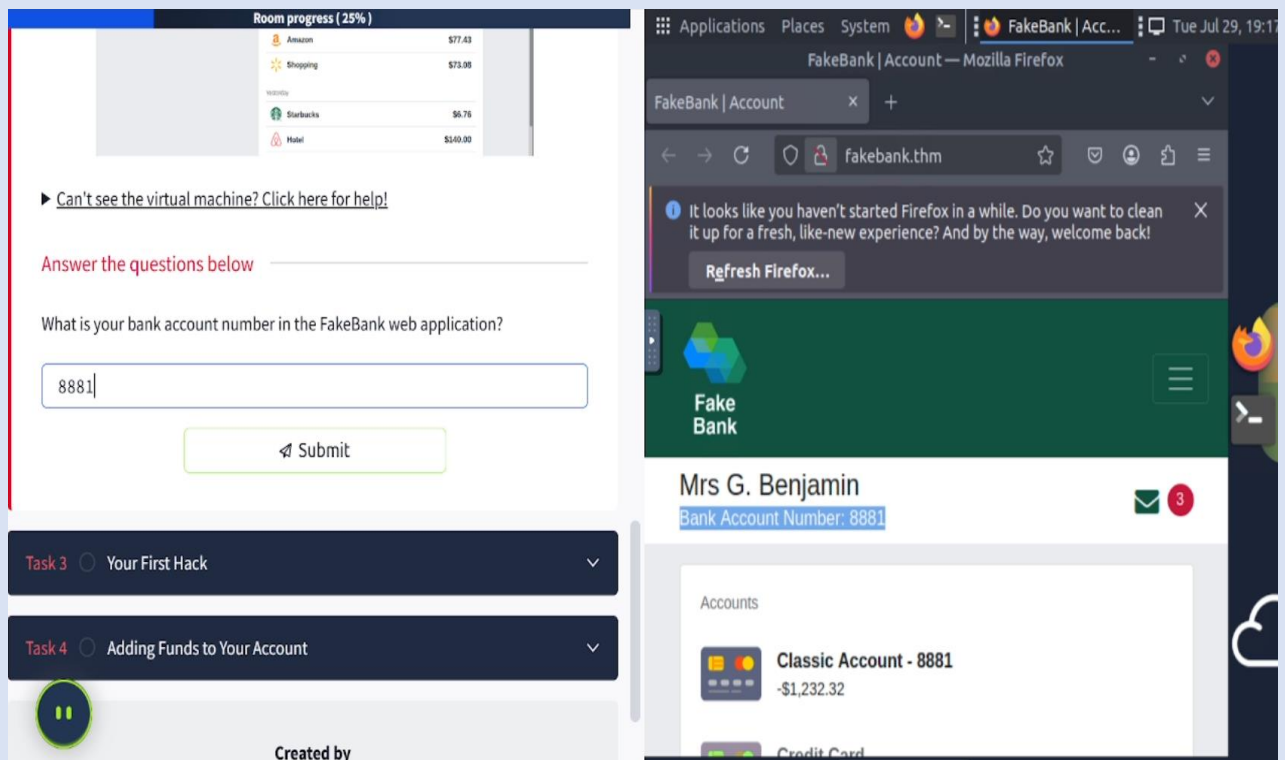 Room progress ( 25% )
Amazon $77.43
Shopping $73.08
Yesterday
Starbucks $6.76
Hotel $140.00
Can't see the virtual machine? Click here for help!
Answer the questions below
What is your bank account number in the FakeBank web application?
8881
Submit
Task 3 Your First Hack
Task 4 Adding Funds to Your Account
Created by
Applications Places System FakeBank | Acc... Tue Jul 29, 19:17
FakeBank | Account — Mozilla Firefox
FakeBank | Account
fakebank.thm
It looks like you haven't started Firefox in a while. Do you want to clean
it up for a fresh, like-new experience? And by the way, welcome back!
Refresh Firefox...
Fake
Bank
Mrs G. Benjamin
3
Bank Account Number: 8881
Accounts
Classic Account - 8881
-$1,232.32
Credit Card